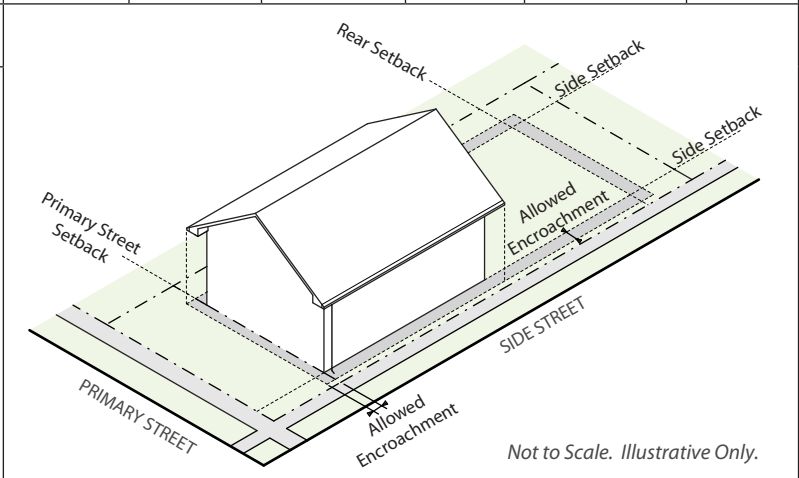 Rear Setback
Side Setback
Side Setback
Primary Street
Setback
Allowed
Encroachment
SIDE STREET
PRIMARY STREET
Allowed
Encroachment
Not to Scale. Illustrative Only.